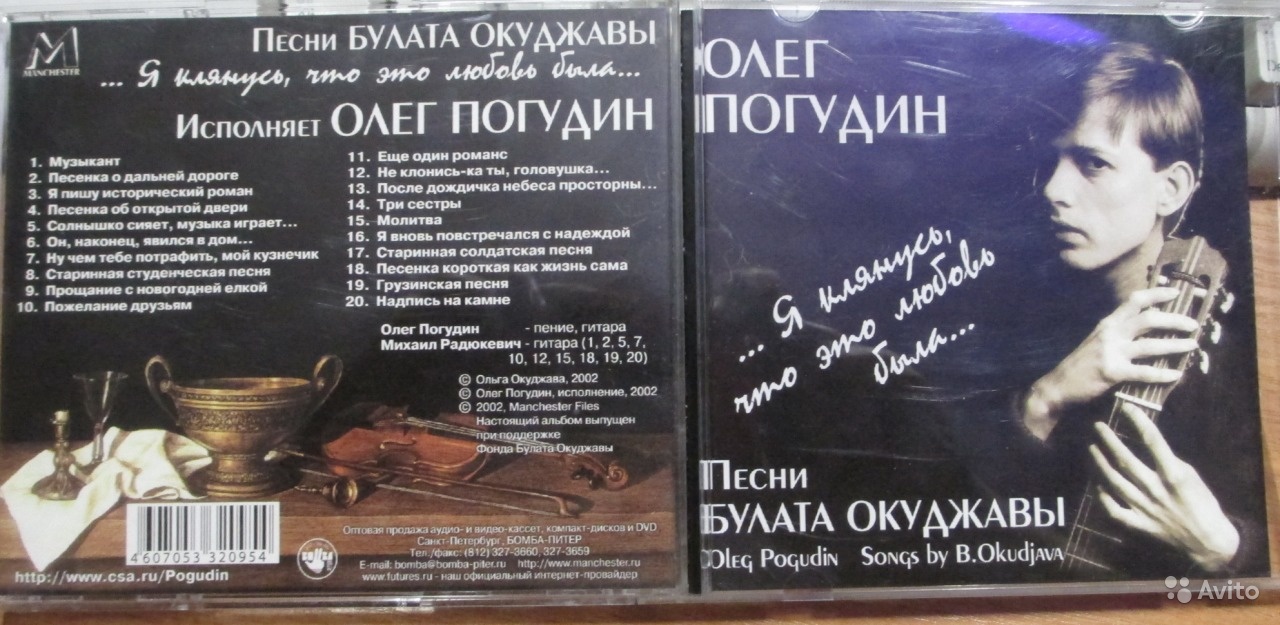 MANCHESTER
Песни БУЛАТА ОКУДЖАВЫ
... Я клянусь, что это любовь была...
Исполняет ОЛЕГ ПОГУДИН
1. Музыкант
2. Песенка о дальней дороге
3. Я пишу исторический роман
4. Песенка об открытой двери
5. Солнышко сияет, музыка играет...
6. Он, наконец, явился в дом...
7. Ну чем тебе потрафить, мой кузнечик
8. Старинная студенческая песня
9. Прощание с новогодней елкой
10. Пожелание друзьям
11. Еще один романс
12. Не клонись-ка ты, головушка...
13. После дождичка небеса просторны...
14. Три сестры
15. Молитва
16. Я вновь повстречался с надеждой
17. Старинная солдатская песня
18. Песенка короткая как жизнь сама
19. Грузинская песня
20. Надпись на камне
Олег Погудин - пение, гитара
Михаил Радюкевич - гитара (1, 2, 5, 7,
10, 12, 15, 18, 19, 20)
© Ольга Окуджава, 2002
© Олег Погудин, исполнение, 2002
© 2002, Manchester Files
Настоящий альбом выпущен
при поддержке
Фонда Булата Окуджавы
4607053 320954
http://www.csa.ru/Pogudin
Оптовая продажа аудио- и видео-кассет, компакт-дисков и DVD
Санкт-Петербург, БОМБА-ПИТЕР
Тел./факс: (812) 327-3660, 327-3659
E-mail: bomba@bomba-piter.ru http://www.manchester.ru
www.futures.ru - наш официальный интернет-провайдер
ОЛЕГ
ПОГУДИН
... Я клянусь,
что это любовь
была...
Песни
БУЛАТА ОКУДЖАВЫ
Oleg Pogudin Songs by B.Okudjava
Avito